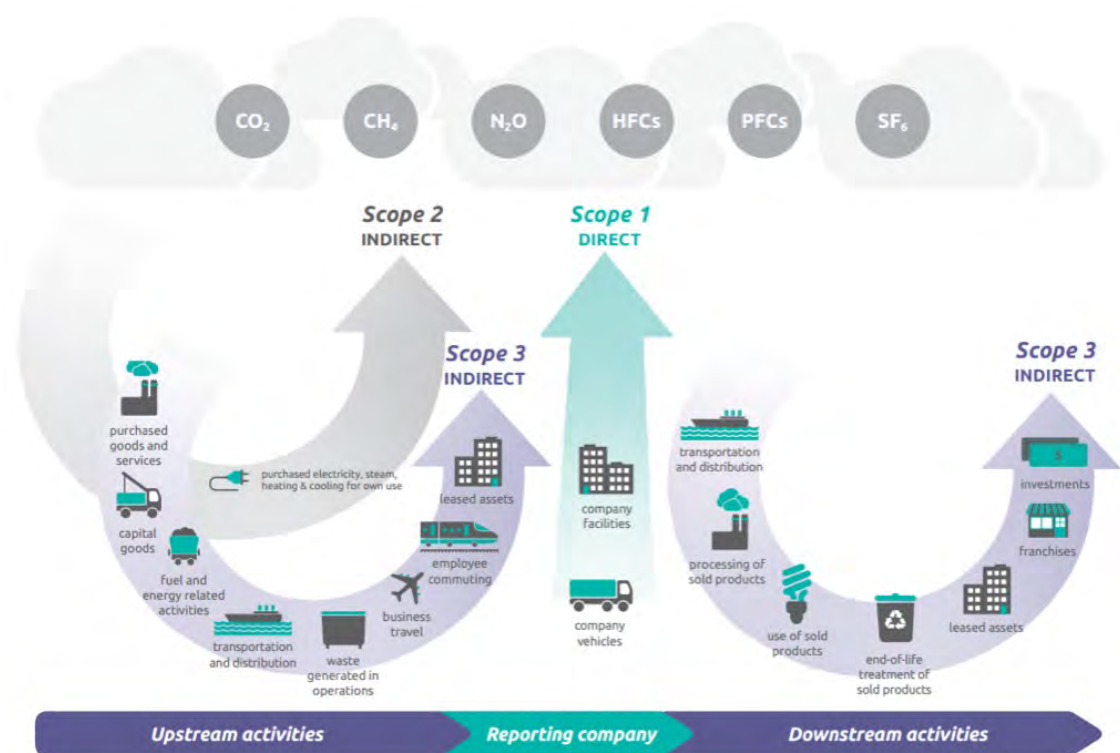 CO₂
CH₄
N₂O
HFCs
PFCs
SF₆
Scope 2
INDIRECT
Scope 1
DIRECT
Scope 3
INDIRECT
Scope 3
INDIRECT
purchased
goods and
services
capital
goods
fuel and
energy related
activities
purchased electricity, steam,
heating & cooling for own use
transportation
and distribution
waste
generated in
operations
business
travel
employee
commuting
leased assets
company
facilities
company
vehicles
transportation
and distribution
processing of
sold products
use of sold
products
end-of-life
treatment of
sold products
leased assets
franchises
$
investments
Upstream activities
Reporting company
Downstream activities